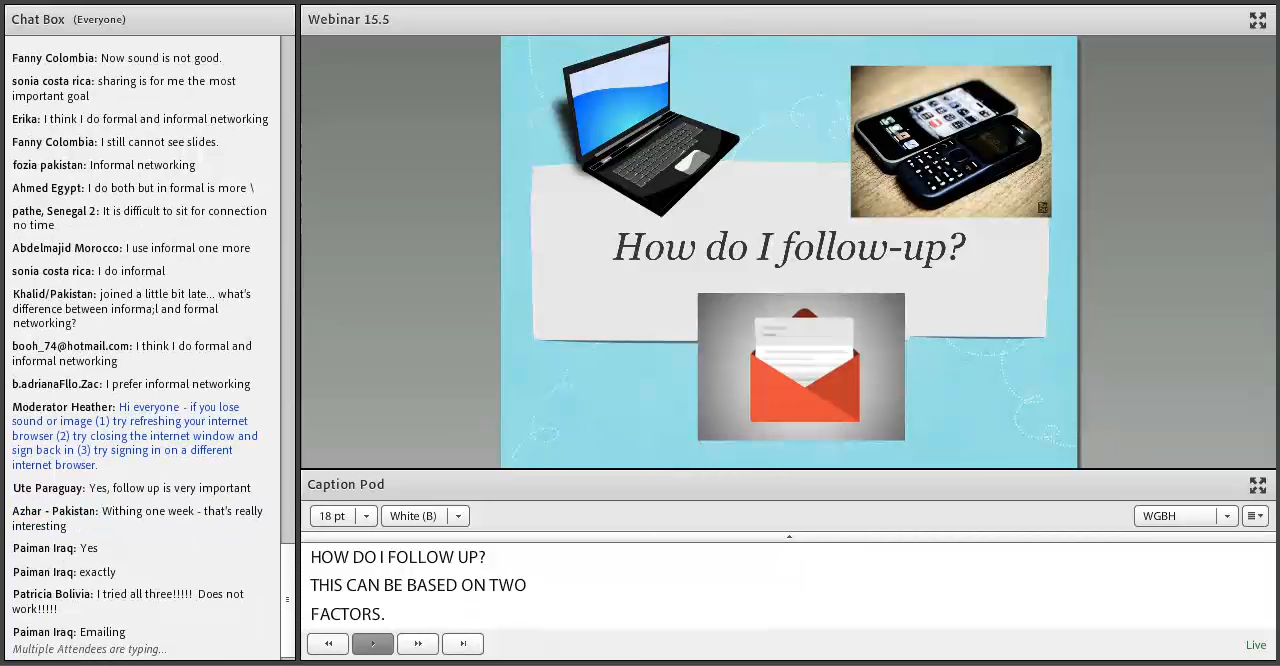 Chat Box (Everyone)
Fanny Colombia: Now sound is not good.
sonia costa rica: sharing is for me the most
important goal
Erika: I think I do formal and informal networking
Fanny Colombia: I still cannot see slides.
fozia pakistan: Informal networking
Ahmed Egypt: I do both but in formal is more \
pathe, Senegal 2: It is difficult to sit for connection
no time
Abdelmajid Morocco: I use informal one more
sonia costa rica: I do informal
Khalid/Pakistan: joined a little bit late... what's
difference between informa;l and formal
networking?
booh_74@hotmail.com: I think I do formal and
informal networking
b.adrianaFllo.Zac: I prefer informal networking
Moderator Heather: Hi everyone - if you lose
sound or image (1) try refreshing your internet
browser (2) try closing the internet window and
sign back in (3) try signing in on a different
internet browser.
Ute Paraguay: Yes, follow up is very important
Azhar - Pakistan: Withing one week - that's really
interesting
Paiman Iraq: Yes
Paiman Iraq: exactly
Patricia Bolivia: I tried all three!!!!! Does not
work!!!!!
Paiman Iraq: Emailing
Multiple Attendees are typing...
Webinar 15.5
How do I follow-up?
Caption Pod
18 pt
White (B)
WGBH
HOW DO I FOLLOW UP?
THIS CAN BE BASED ON TWO
FACTORS.
Live